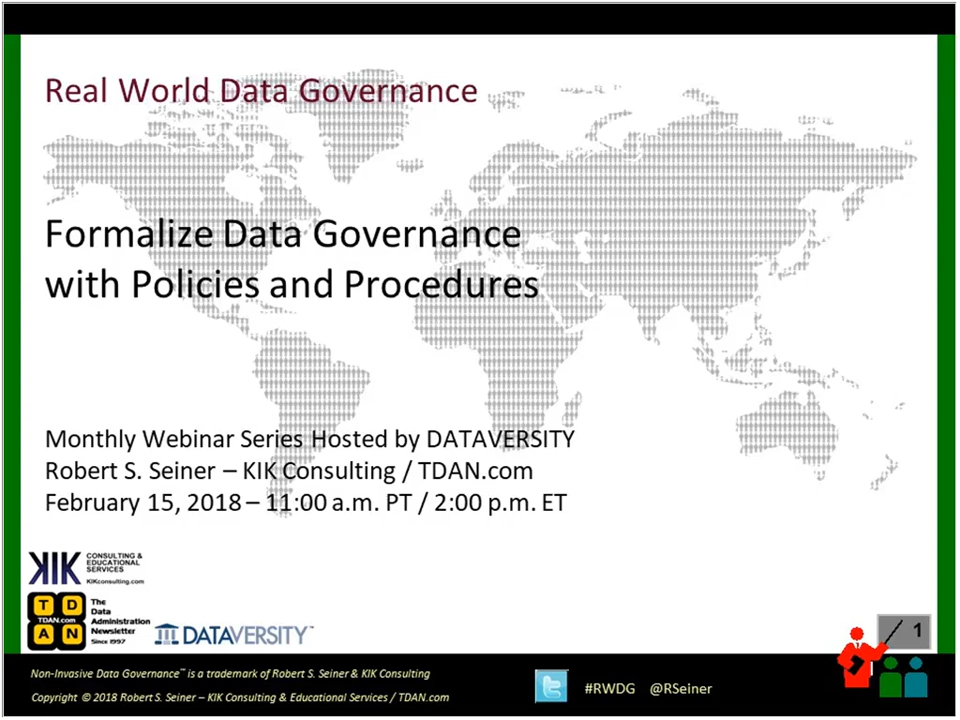 Real World Data Governance
Formalize Data Governance
with Policies and Procedures
Monthly Webinar Series Hosted by DATAVERSITY
Robert S. Seiner – KIK Consulting / TDAN.com
February 15, 2018 – 11:00 a.m. PT / 2:00 p.m. ET
KIK
CONSULTING &
EDUCATIONAL
SERVICES
KIKconsulting.com
T D
TDAN.com
A N
The
Data
Administration
Newsletter
Since 1997
DATAVERSITY™
1
Non-Invasive Data Governance™ is a trademark of Robert S. Seiner & KIK Consulting
Copyright © 2018 Robert S. Seiner – KIK Consulting & Educational Services / TDAN.com
#RWDG @RSeiner